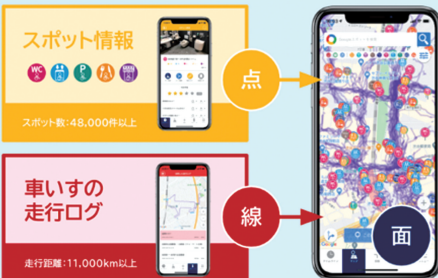 スポット情報
WC
P
スポット数:48,000件以上
点
車いすの
走行ログ
走行距離:11,000km以上
線
面